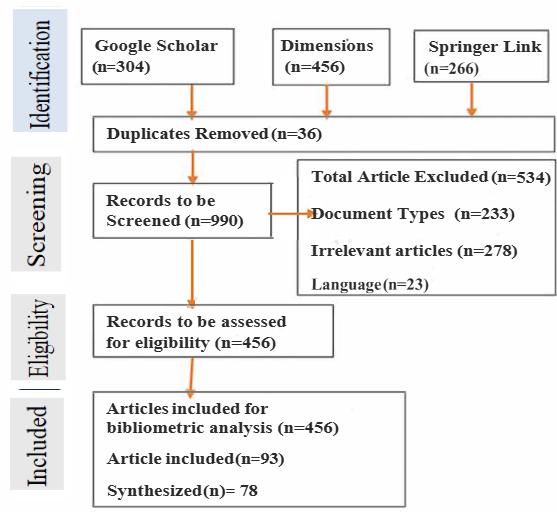 Identification
Google Scholar
(n=304)
Dimensions
(n=456)
Springer Link
(n=266)
Duplicates Removed (n=36)
Screening
Records to be
Screened (n=990)
Total Article Excluded (n=534)
Document Types (n=233)
Irrelevant articles (n=278)
Language(n=23)
Eligibility
Records to be assessed
for eligibility (n=456)
Included
Articles included for
bibliometric analysis (n=456)
Article included(n=93)
Synthesized(n)= 78